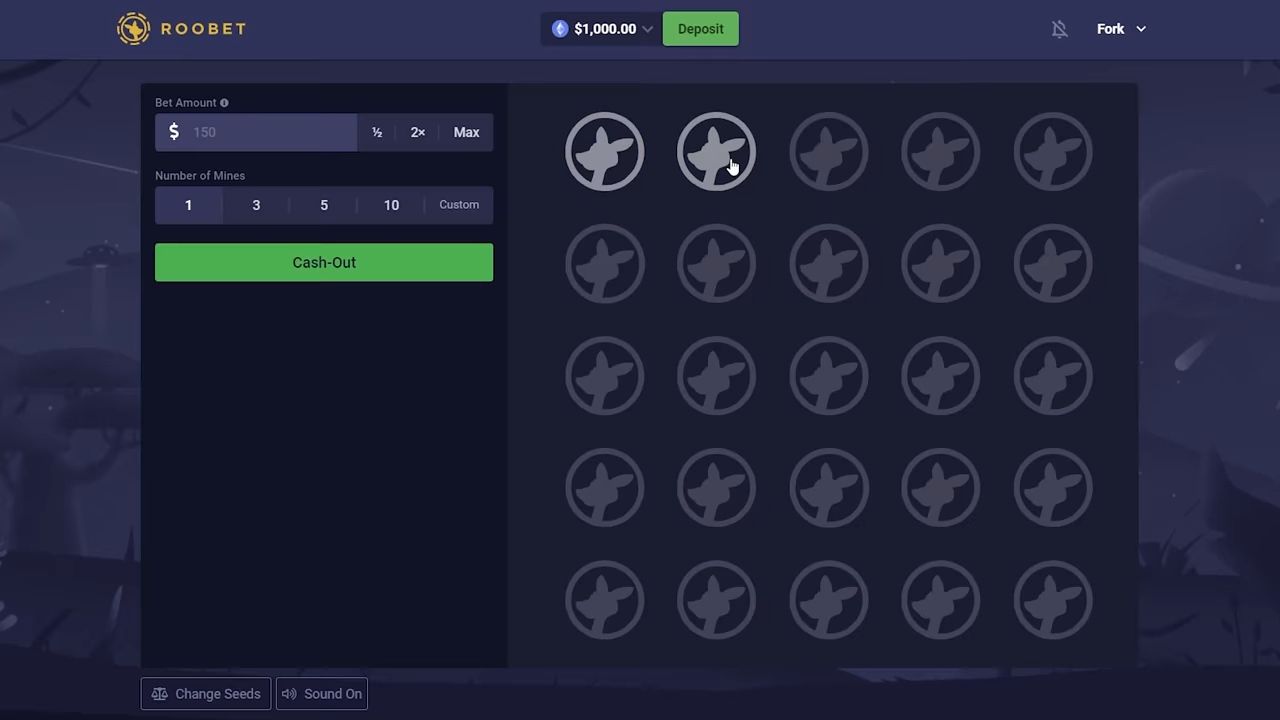 ROOBET
$1,000.00
Deposit
Fork
Bet Amount
$ 150 ½ 2× Max
Number of Mines
1 3 5 10 Custom
Cash-Out
Change Seeds
Sound On